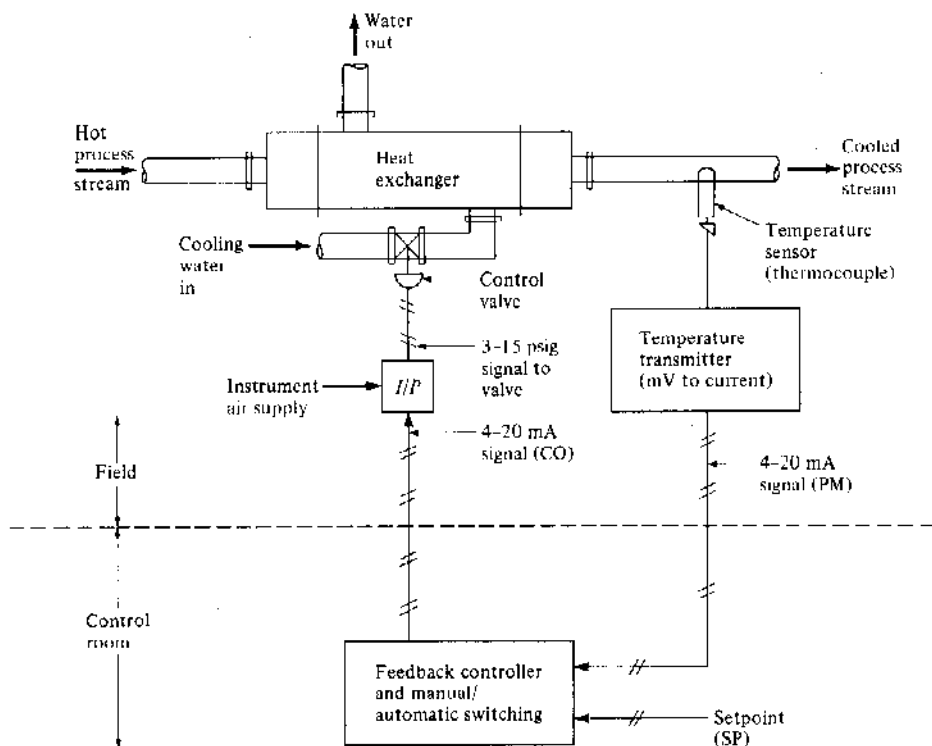 Water
out
Hot
process
stream
Heat
exchanger
Cooled
process
stream
Cooling
water
in
Temperature
sensor
(thermocouple)
Control
valve
3–15 psig
signal to
valve
Temperature
transmitter
(mV to current)
Instrument
air supply
I/P
4–20 mA
signal (CO)
4–20 mA
signal (PM)
Field
Control
room
Feedback controller
and manual/
automatic switching
Setpoint
(SP)